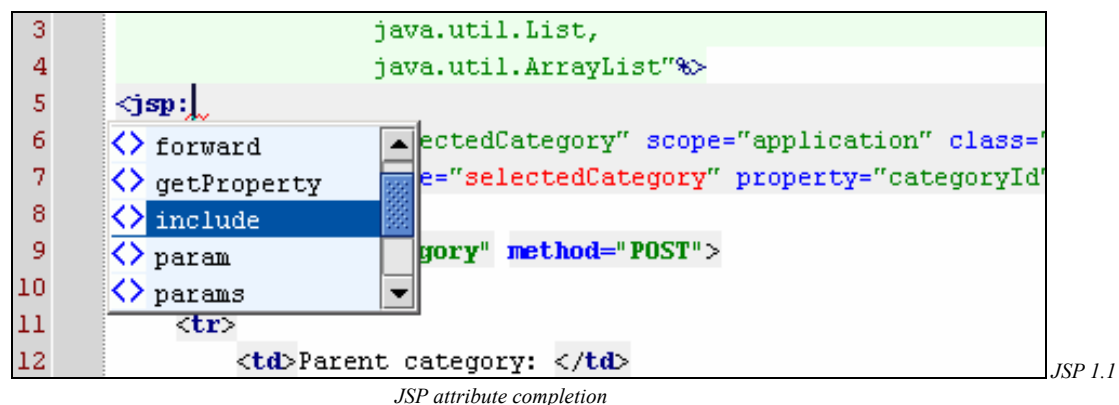 3 java.util.List,
4 java.util.ArrayList"%>
5 <jsp:
6 forward ectedCategory" scope="application" class="
7 getProperty e="selectedCategory" property="categoryId"
8 include
9 param gory" method="POST">
10 params
11 <tr>
12 <td>Parent category: </td>
JSP 1.1
JSP attribute completion